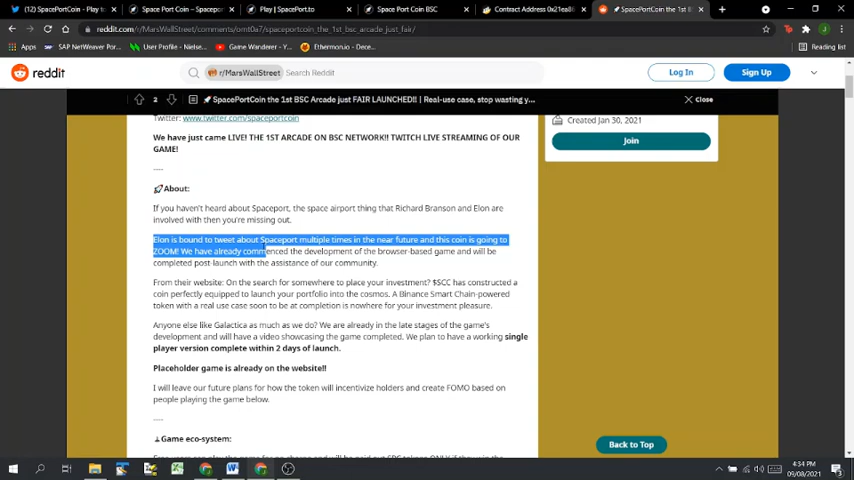 (12) SpacePortCoin - Play to
Space Port Coin – Spacepo
Play | SpacePort.to
Space Port Coin BSC
Contract Address 0x21ea86
SpacePortCoin the 1st B
reddit.com/r/MarsWallStreet/comments/omt0a7/spaceportcoin_the_1st_bsc_arcade_just_fair/
Apps
SAP NetWeaver Por
User Profile - Nielse
Game Wanderer - Y
Ethermon.io - Dec
Reading list
reddit
r/MarsWallStreet
Search Reddit
Log In
Sign Up
2
SpacePortCoin the 1st BSC Arcade just FAIR LAUNCHED!! | Real-use case, stop wasting y...
Close
Twitter: www.twitter.com/spaceportcoin
We have just came LIVE! THE 1ST ARCADE ON BSC NETWORK!! TWITCH LIVE STREAMING OF OUR
GAME!
Created Jan 30, 2021
Join
----
About:
If you haven't heard about Spaceport, the space airport thing that Richard Branson and Elon are
involved with then you're missing out.
Elon is bound to tweet about Spaceport multiple times in the near future and this coin is going to
ZOOM! We have already commenced the development of the browser-based game and will be
completed post-launch with the assistance of our community.
From their website: On the search for somewhere to place your investment? $SCC has constructed a
coin perfectly equipped to launch your portfolio into the cosmos. A Binance Smart Chain-powered
token with a real use case soon to be at completion is nowhere for your investment pleasure.
Anyone else like Galactica as much as we do? We are already in the late stages of the game's
development and will have a video showcasing the game completed. We plan to have a working single
player version complete within 2 days of launch.
Placeholder game is already on the website!!
I will leave our future plans for how the token will incentivize holders and create FOMO based on
people playing the game below.
----
Game eco-system:
Back to Top
4:34 PM
09/08/2021